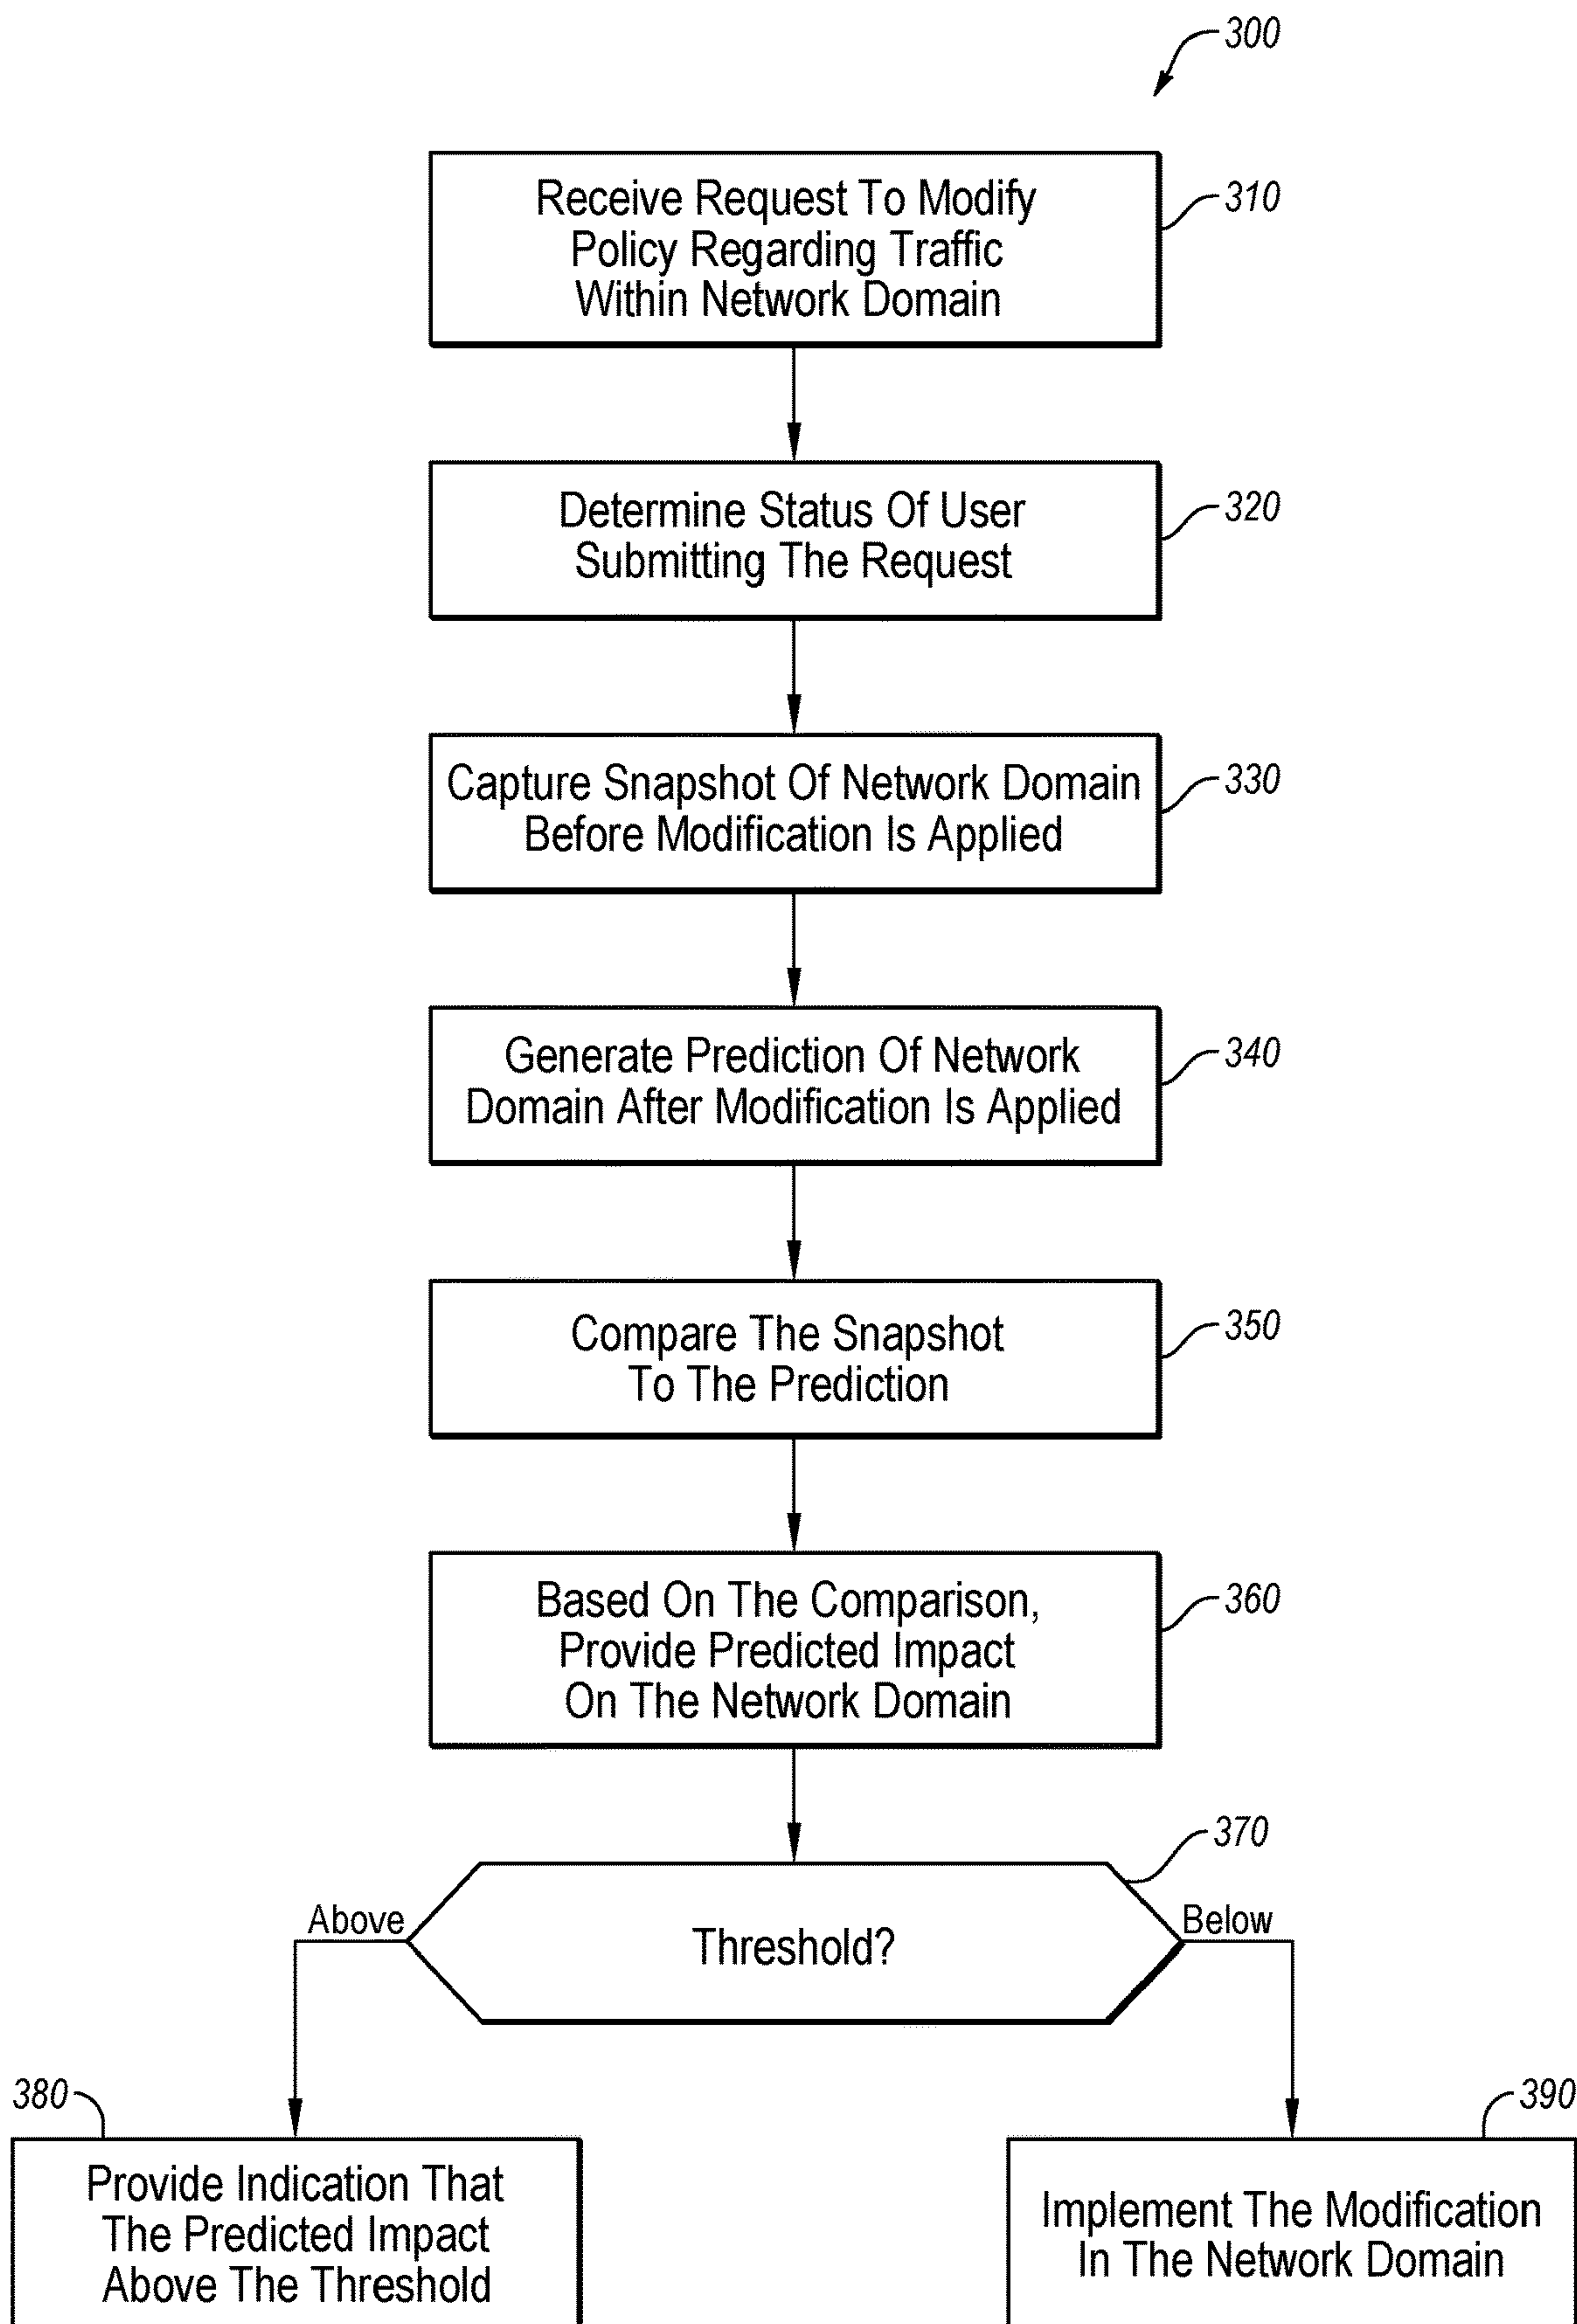 300
Receive Request To Modify
Policy Regarding Traffic
Within Network Domain
310
Determine Status Of User
Submitting The Request
320
Capture Snapshot Of Network Domain
Before Modification Is Applied
330
Generate Prediction Of Network
Domain After Modification Is Applied
340
Compare The Snapshot
To The Prediction
350
Based On The Comparison,
Provide Predicted Impact
On The Network Domain
360
370
Above
Threshold?
Below
380
Provide Indication That
The Predicted Impact
Above The Threshold
390
Implement The Modification
In The Network Domain